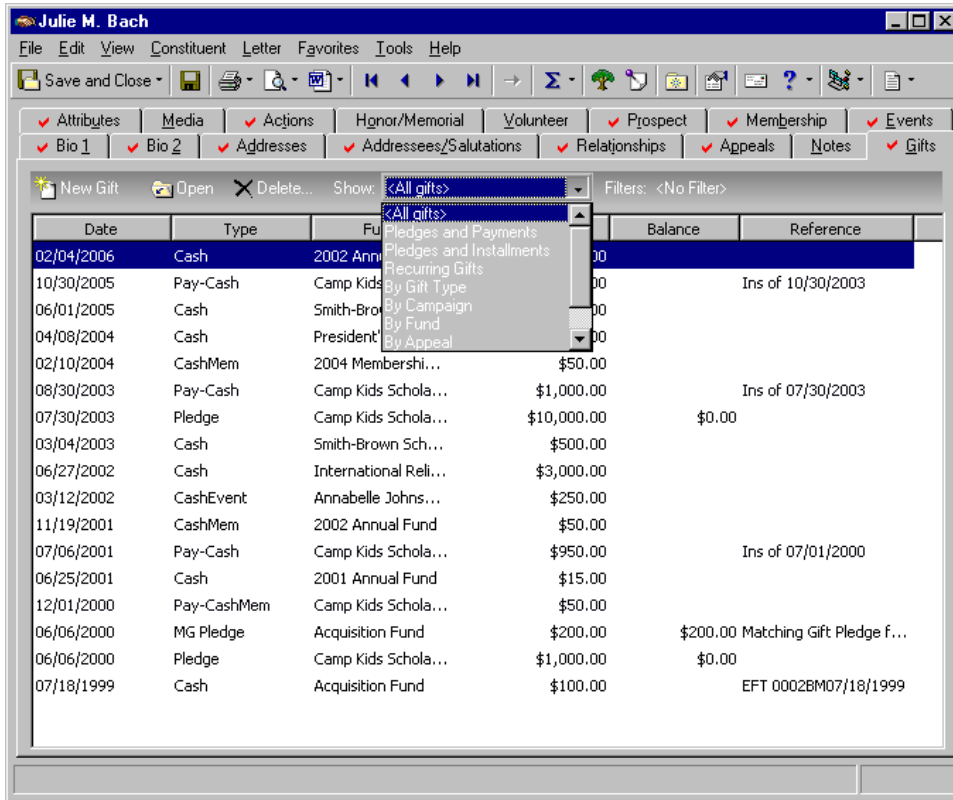 Julie M. Bach
File Edit View Constituent Letter Favorites Tools Help
Save and Close
Attributes Media Actions Honor/Memorial Volunteer Prospect Membership Events
Bio 1 Bio 2 Addresses Addressees/Salutations Relationships Appeals Notes Gifts
New Gift Open Delete... Show: <All gifts> Filters: <No Filter>
<All gifts>
Pledges and Payments
Pledges and Installments
Recurring Gifts
By Gift Type
By Campaign
By Fund
By Appeal
Date Type Fu Balance Reference
02/04/2006 Cash 2002 Ann 00
10/30/2005 Pay-Cash Camp Kids 00 Ins of 10/30/2003
06/01/2005 Cash Smith-Bro 00
04/08/2004 Cash President' 00
02/10/2004 CashMem 2004 Membershi... $50.00
08/30/2003 Pay-Cash Camp Kids Schola... $1,000.00 Ins of 07/30/2003
07/30/2003 Pledge Camp Kids Schola... $10,000.00 $0.00
03/04/2003 Cash Smith-Brown Sch... $500.00
06/27/2002 Cash International Reli... $3,000.00
03/12/2002 CashEvent Annabelle Johns... $250.00
11/19/2001 CashMem 2002 Annual Fund $50.00
07/06/2001 Pay-Cash Camp Kids Schola... $950.00 Ins of 07/01/2000
06/25/2001 Cash 2001 Annual Fund $15.00
12/01/2000 Pay-CashMem Camp Kids Schola... $50.00
06/06/2000 MG Pledge Acquisition Fund $200.00 $200.00 Matching Gift Pledge f...
06/06/2000 Pledge Camp Kids Schola... $1,000.00 $0.00
07/18/1999 Cash Acquisition Fund $100.00 EFT 0002BM07/18/1999